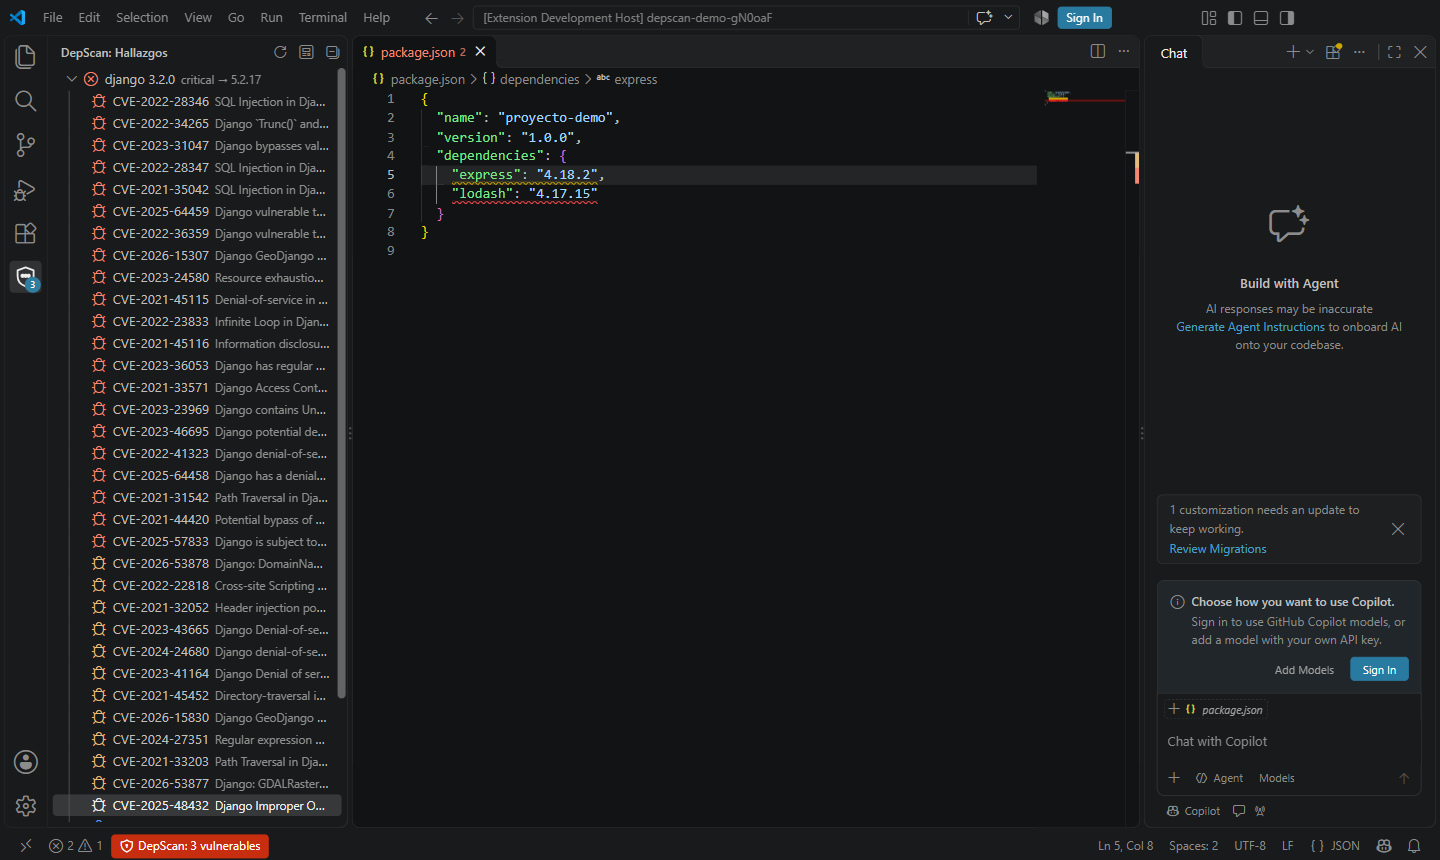 File Edit Selection View Go Run Terminal Help
[Extension Development Host] depscan-demo-gN0oaF
Sign In
DepScan: Hallazgos
django 3.2.0 critical → 5.2.17
CVE-2022-28346 SQL Injection in Dja...
CVE-2022-34265 Django `Trunc()` and...
CVE-2023-31047 Django bypasses val...
CVE-2022-28347 SQL Injection in Dja...
CVE-2021-35042 SQL Injection in Dja...
CVE-2025-64459 Django vulnerable t...
CVE-2022-36359 Django vulnerable t...
CVE-2026-15307 Django GeoDjango ...
CVE-2023-24580 Resource exhaustio...
CVE-2021-45115 Denial-of-service in ...
CVE-2022-23833 Infinite Loop in Djan...
CVE-2021-45116 Information disclosu...
CVE-2023-36053 Django has regular ...
CVE-2021-33571 Django Access Cont...
CVE-2023-23969 Django contains Un...
CVE-2023-46695 Django potential de...
CVE-2022-41323 Django denial-of-se...
CVE-2025-64458 Django has a denial...
CVE-2021-31542 Path Traversal in Dja...
CVE-2021-44420 Potential bypass of ...
CVE-2025-57833 Django is subject to...
CVE-2026-53878 Django: DomainNa...
CVE-2022-22818 Cross-site Scripting ...
CVE-2021-32052 Header injection po...
CVE-2023-43665 Django Denial-of-se...
CVE-2024-24680 Django denial-of-se...
CVE-2023-41164 Django Denial of ser...
CVE-2021-45452 Directory-traversal i...
CVE-2026-15830 Django GeoDjango ...
CVE-2024-27351 Regular expression ...
CVE-2021-33203 Path Traversal in Dja...
CVE-2026-53877 Django: GDALRaster...
CVE-2025-48432 Django Improper O...
3
{} package.json 2
{} package.json > {} dependencies > abc express
1 {
2 "name": "proyecto-demo",
3 "version": "1.0.0",
4 "dependencies": {
5 "express": "4.18.2",
6 "lodash": "4.17.15"
7 }
8 }
9
Chat
Build with Agent
AI responses may be inaccurate
Generate Agent Instructions to onboard AI
onto your codebase.
1 customization needs an update to
keep working.
Review Migrations
Choose how you want to use Copilot.
Sign in to use GitHub Copilot models, or
add a model with your own API key.
Add Models Sign In
{} package.json
Chat with Copilot
Agent Models
Copilot
2 1 DepScan: 3 vulnerables
Ln 5, Col 8 Spaces: 2 UTF-8 LF {} JSON